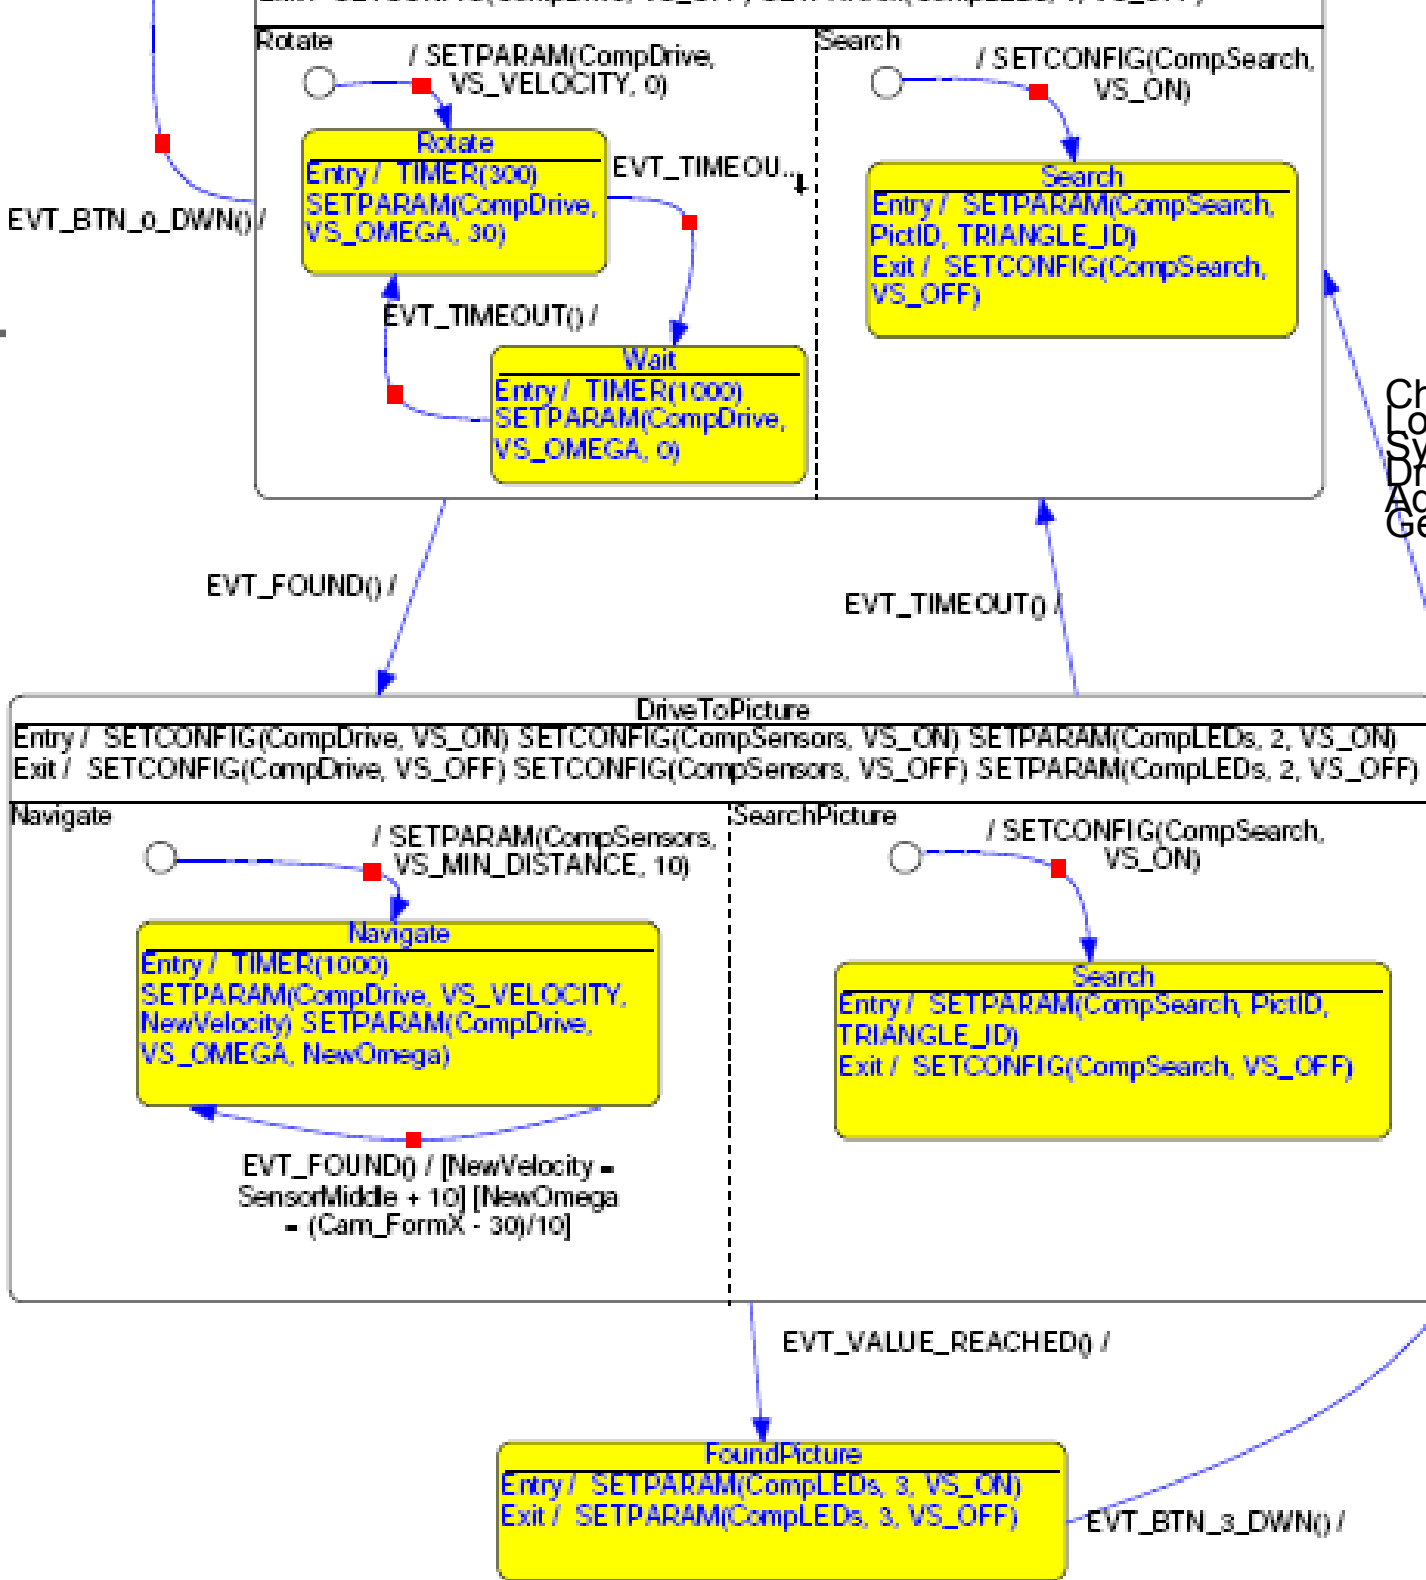 Rotate
/ SETPARAM(CompDrive,
VS_VELOCITY, 0)
Search
/ SETCONFIG(CompSearch,
VS_ON)
Rotate
Entry / TIMER(300)
SETPARAM(CompDrive,
VS_OMEGA, 30)
EVT_TIMEOU...
Search
Entry / SETPARAM(CompSearch,
PictID, TRIANGLE_ID)
Exit / SETCONFIG(CompSearch,
VS_OFF)
EVT_BTN_0_DWN() /
EVT_TIMEOUT() /
Wait
Entry / TIMER(1000)
SETPARAM(CompDrive,
VS_OMEGA, 0)
Ch
Lo
Sy
Dr
Ge
EVT_FOUND() /
EVT_TIMEOUT() /
DriveToPicture
Entry / SETCONFIG(CompDrive, VS_ON) SETCONFIG(CompSensors, VS_ON) SETPARAM(CompLEDs, 2, VS_ON)
Exit / SETCONFIG(CompDrive, VS_OFF) SETCONFIG(CompSensors, VS_OFF) SETPARAM(CompLEDs, 2, VS_OFF)
Navigate
/ SETPARAM(CompSensors,
VS_MIN_DISTANCE, 10)
SearchPicture
/ SETCONFIG(CompSearch,
VS_ON)
Navigate
Entry / TIMER(1000)
SETPARAM(CompDrive, VS_VELOCITY,
NewVelocity) SETPARAM(CompDrive,
VS_OMEGA, NewOmega)
Search
Entry / SETPARAM(CompSearch, PictID,
TRIANGLE_ID)
Exit / SETCONFIG(CompSearch, VS_OFF)
EVT_FOUND() / [NewVelocity =
SensorMiddle + 10] [NewOmega
= (Cam_FormX - 30)/10]
EVT_VALUE_REACHED() /
FoundPicture
Entry / SETPARAM(CompLEDs, 3, VS_ON)
Exit / SETPARAM(CompLEDs, 3, VS_OFF)
EVT_BTN_3_DWN() /